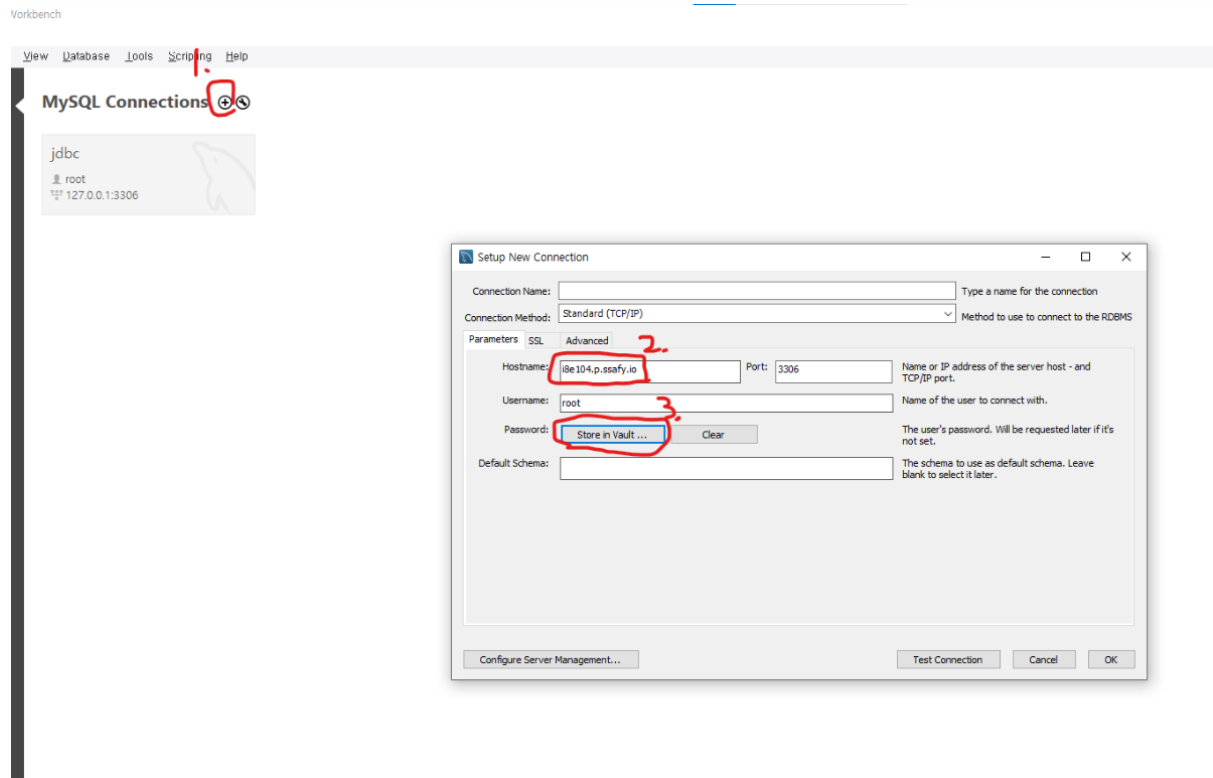 Workbench
View Database Tools Scripting Help
1.
MySQL Connections
jdbc
root
127.0.0.1:3306
Setup New Connection
Connection Name: Type a name for the connection
Connection Method: Standard (TCP/IP) Method to use to connect to the RDBMS
Parameters SSL Advanced
2.
Hostname: i8e104.p.ssafy.io Port: 3306 Name or IP address of the server host - and
TCP/IP port.
Username: root Name of the user to connect with.
3.
Password: Store in Vault ... Clear The user's password. Will be requested later if it's
not set.
Default Schema: The schema to use as default schema. Leave
blank to select it later.
Configure Server Management... Test Connection Cancel OK